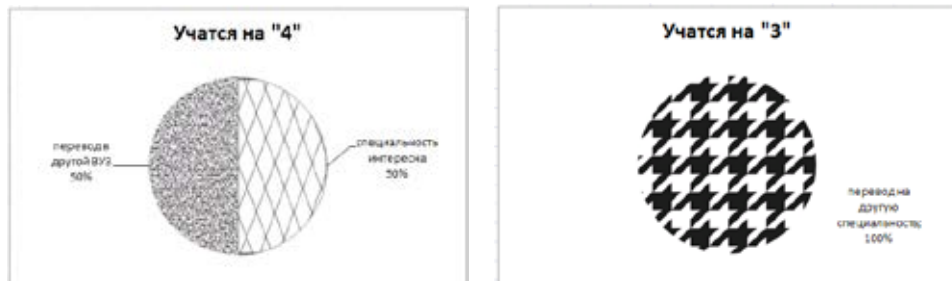 Учатся на "4"
перевод в
другой ВУЗ
50%
специальность
интересна
50%
Учатся на "3"
перевод на
другую
специальность;
100%